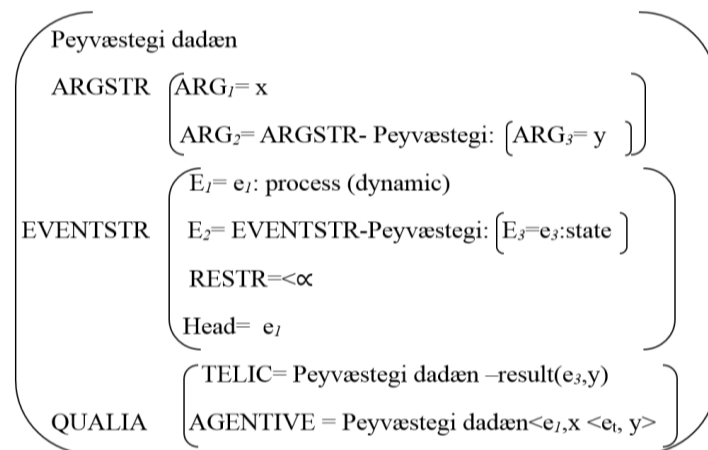 Peyvæstegi dadæn
ARGSTR ARG1= x
ARG2= ARGSTR- Peyvæstegi: (ARG3= y )
E1= e1: process (dynamic)
EVENTSTR E2= EVENTSTR-Peyvæstegi: (E3=e3:state )
RESTR=<∝
Head= e1
TELIC= Peyvæstegi dadæn –result(e3,y)
QUALIA AGENTIVE = Peyvæstegi dadæn<e1,x <et, y>